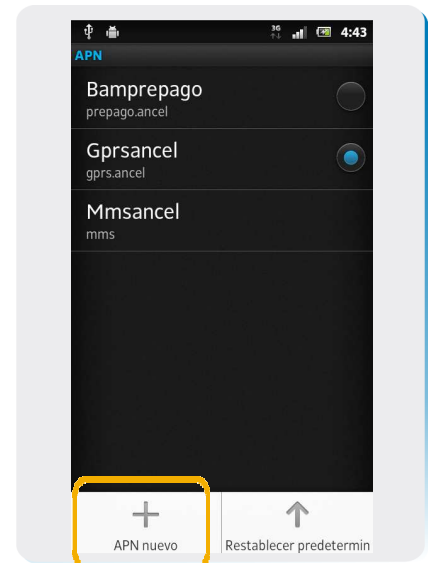 3G
4:43
APN
Bamprepago
prepago.ancel
Gprsancel
gprs.ancel
Mmsancel
mms
APN nuevo
Restablecer predetermin